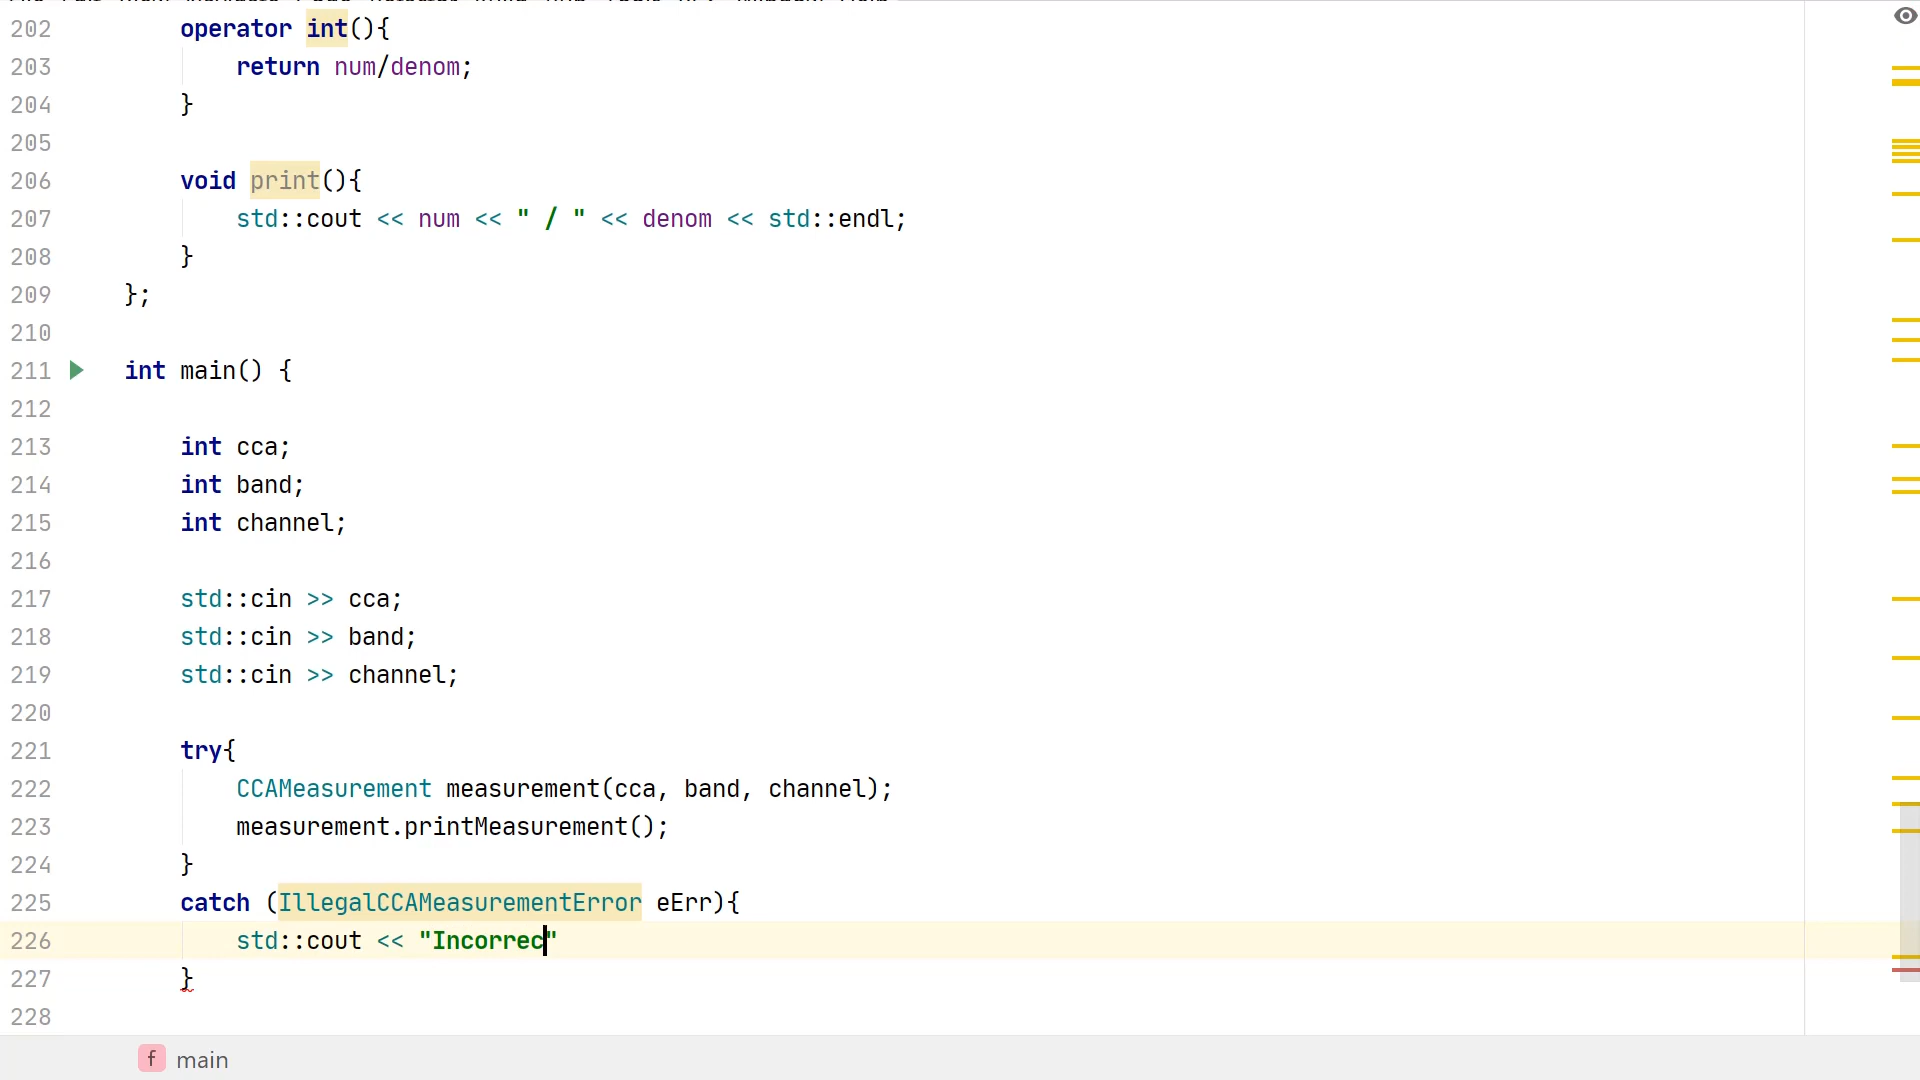 202 operator int(){
203 return num/denom;
204 }
205
206 void print(){
207 std::cout << num << " / " << denom << std::endl;
208 }
209 };
210
211 int main() {
212
213 int cca;
214 int band;
215 int channel;
216
217 std::cin >> cca;
218 std::cin >> band;
219 std::cin >> channel;
220
221 try{
222 CCAMeasurement measurement(cca, band, channel);
223 measurement.printMeasurement();
224 }
225 catch (IllegalCCAMeasurementError eErr){
226 std::cout << "Incorrec"
227 }
228
f main